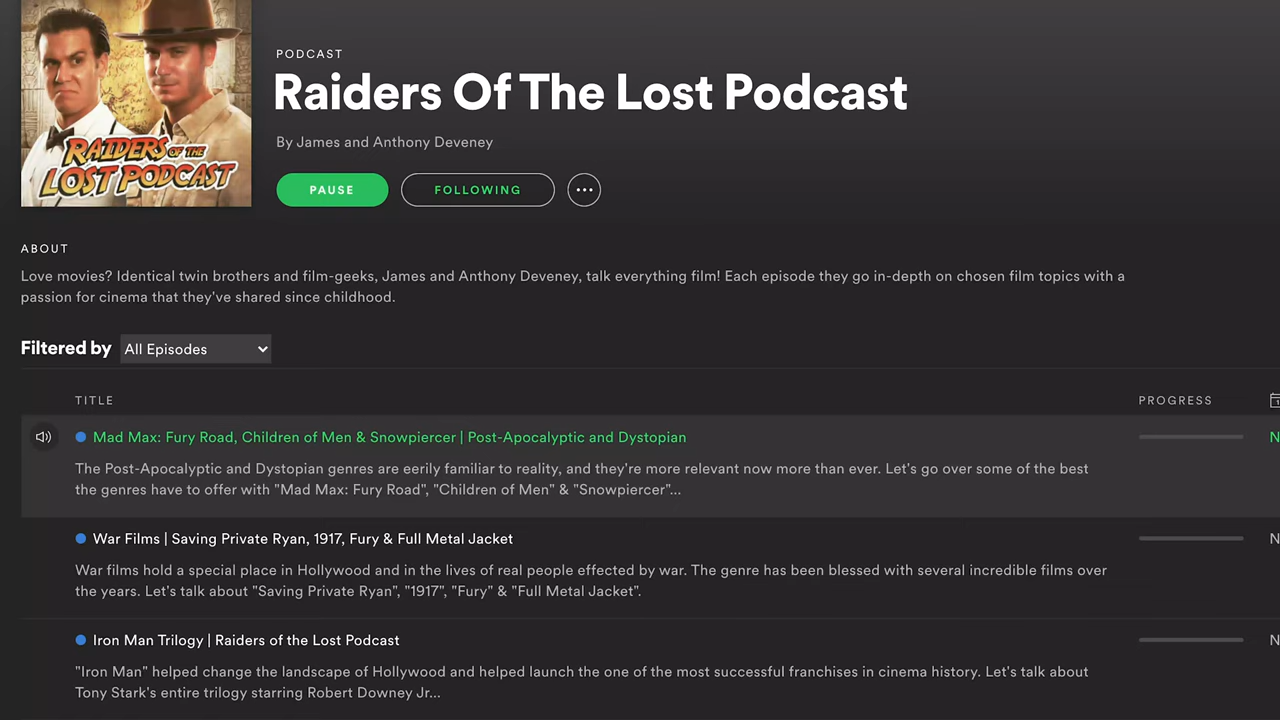 PODCAST
Raiders Of The Lost Podcast
By James and Anthony Deveney
PAUSE
FOLLOWING
RAIDERS OF THE
LOST PODCAST
ABOUT
Love movies? Identical twin brothers and film-geeks, James and Anthony Deveney, talk everything film! Each episode they go in-depth on chosen film topics with a
passion for cinema that they've shared since childhood.
Filtered by All Episodes
TITLE PROGRESS
Mad Max: Fury Road, Children of Men & Snowpiercer | Post-Apocalyptic and Dystopian N
The Post-Apocalyptic and Dystopian genres are eerily familiar to reality, and they're more relevant now more than ever. Let's go over some of the best
the genres have to offer with "Mad Max: Fury Road", "Children of Men" & "Snowpiercer"...
War Films | Saving Private Ryan, 1917, Fury & Full Metal Jacket N
War films hold a special place in Hollywood and in the lives of real people effected by war. The genre has been blessed with several incredible films over
the years. Let's talk about "Saving Private Ryan", "1917", "Fury" & "Full Metal Jacket".
Iron Man Trilogy | Raiders of the Lost Podcast N
"Iron Man" helped change the landscape of Hollywood and helped launch the one of the most successful franchises in cinema history. Let's talk about
Tony Stark's entire trilogy starring Robert Downey Jr...